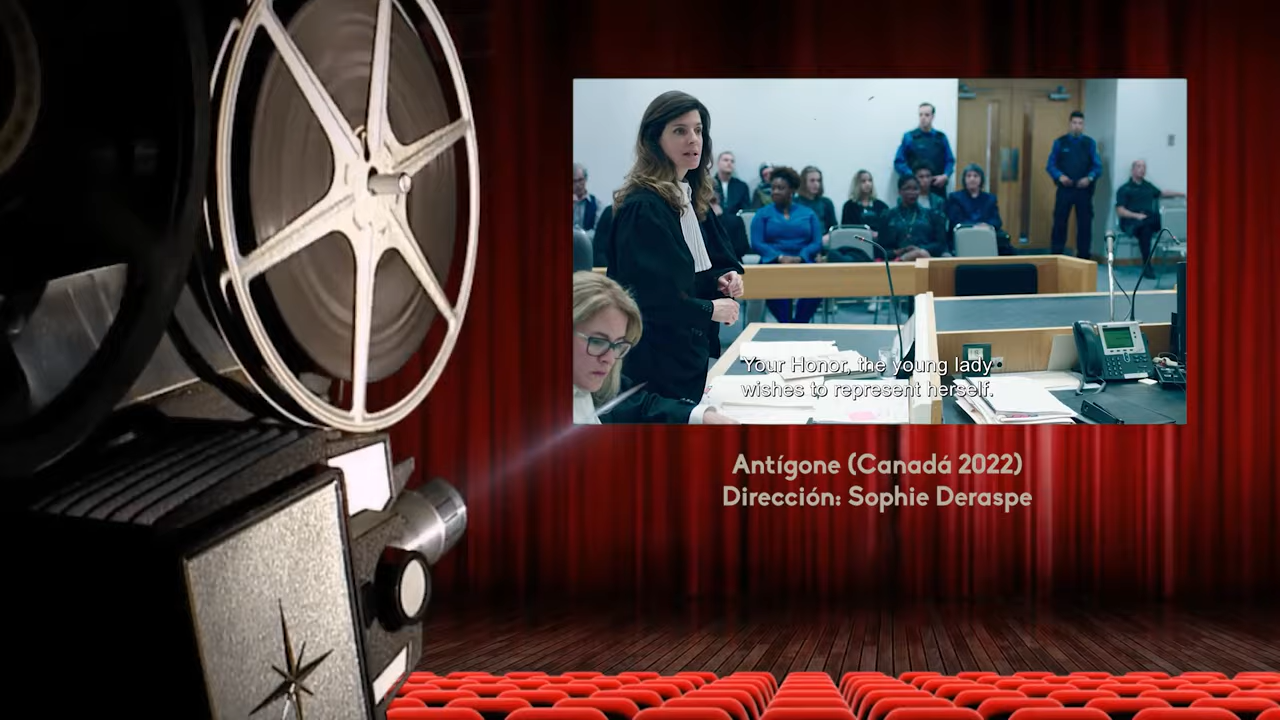 Your Honor, the young lady
wishes to represent herself.
Antígone (Canadá 2022)
Dirección: Sophie Deraspe